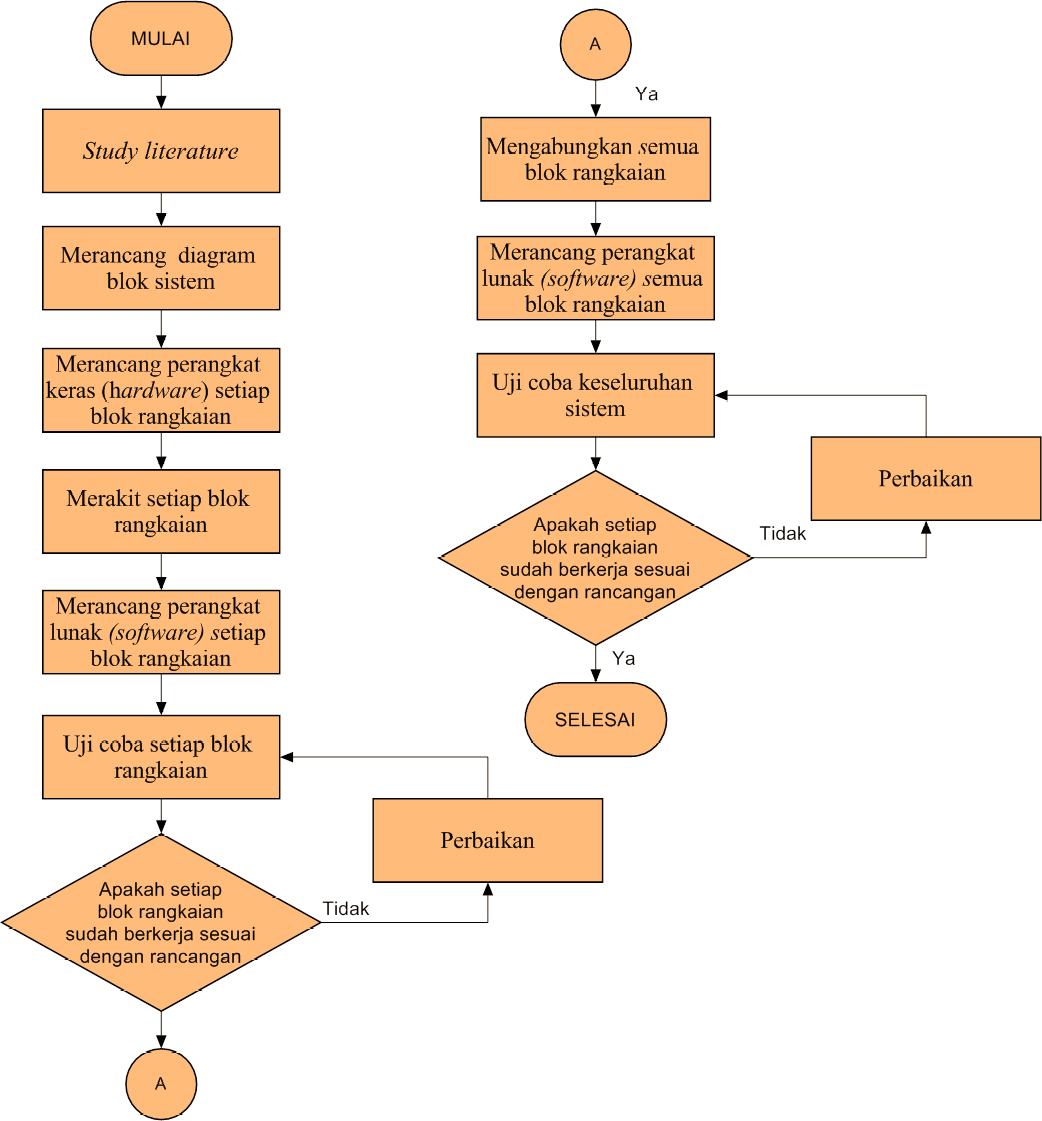 MULAI
Study literature
Merancang diagram
blok sistem
Merancang perangkat
keras (hardware) setiap
blok rangkaian
Merakit setiap blok
rangkaian
Merancang perangkat
lunak (software) setiap
blok rangkaian
Uji coba setiap blok
rangkaian
Perbaikan
Apakah setiap
blok rangkaian
sudah berkerja sesuai
dengan rancangan
Tidak
A
A
Ya
Mengabungkan semua
blok rangkaian
Merancang perangkat
lunak (software) semua
blok rangkaian
Uji coba keseluruhan
sistem
Perbaikan
Apakah setiap
blok rangkaian
sudah berkerja sesuai
dengan rancangan
Tidak
Ya
SELESAI